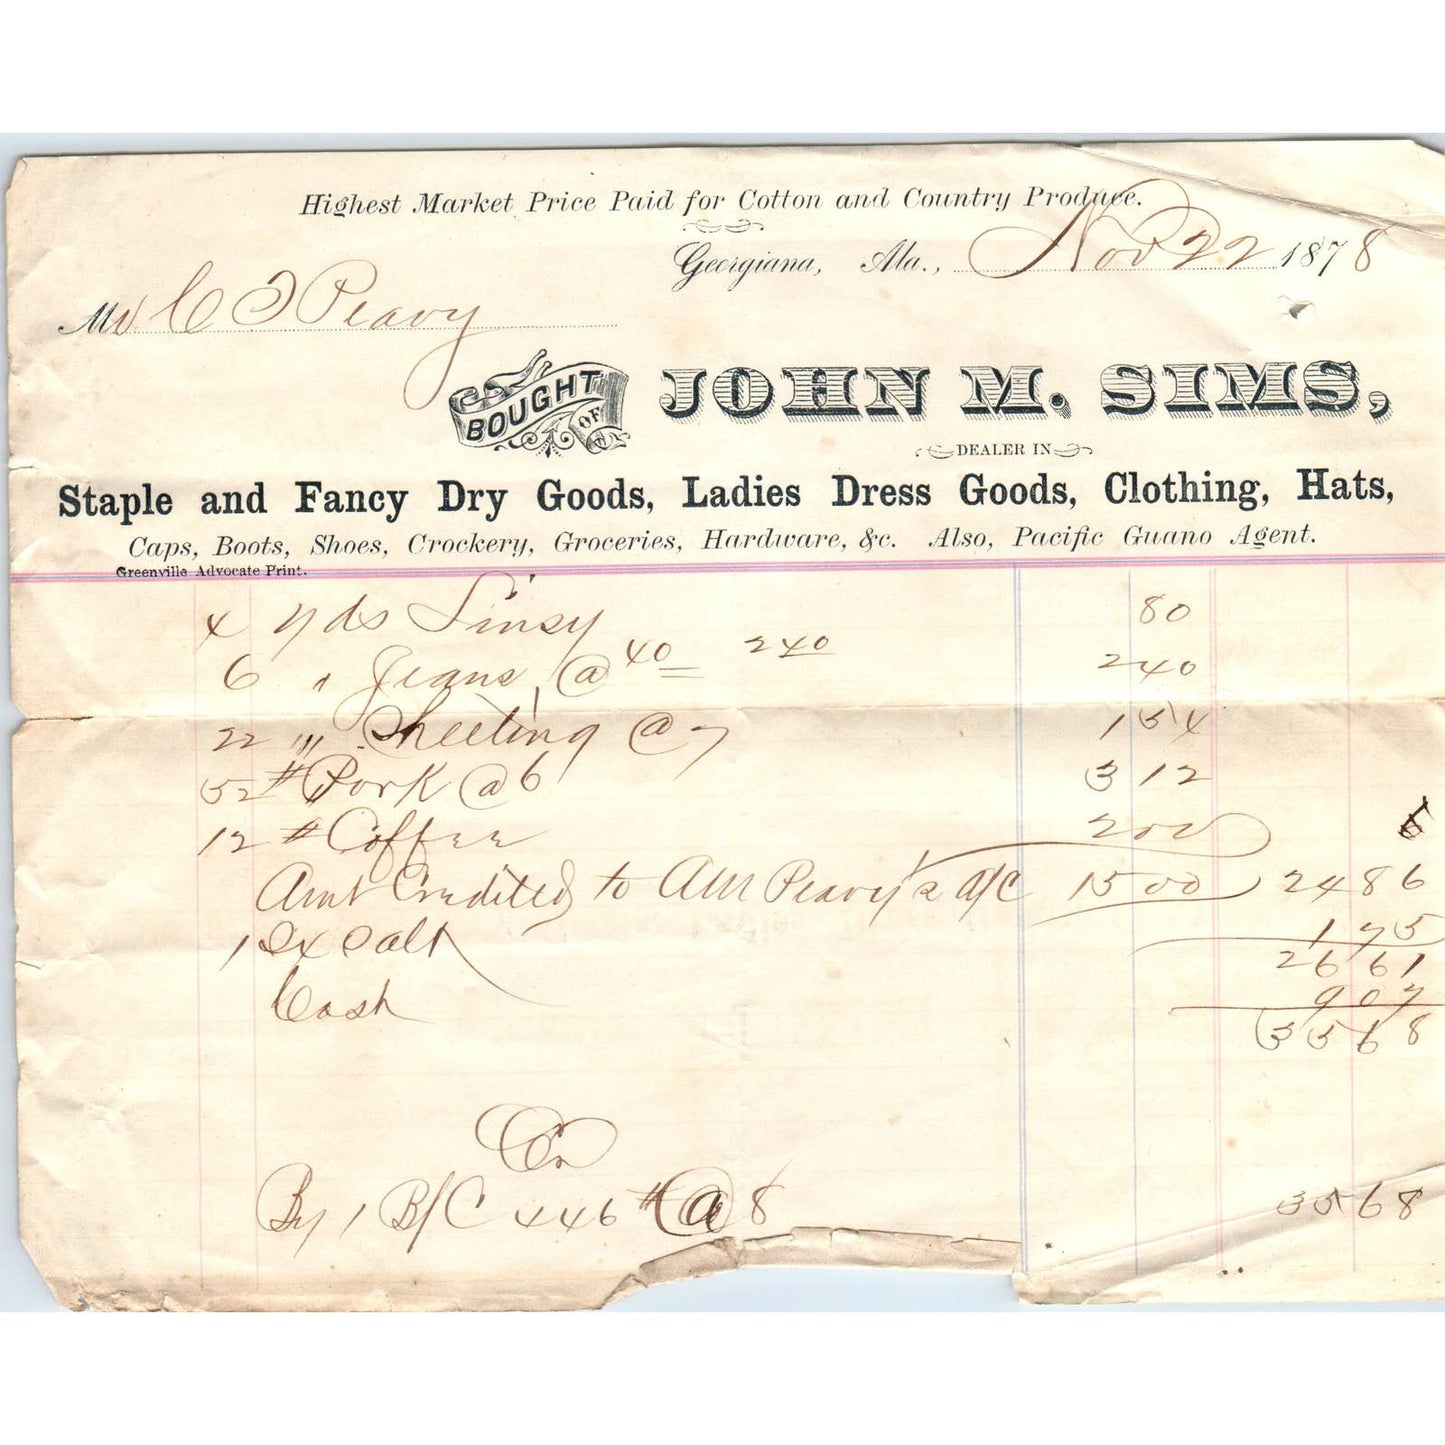 Highest Market Price Paid for Cotton and Country Produce.
Georgiana, Ala., Nov 22 1878
Mr C T Peavy
BOUGHT OF JOHN M. SIMS,
DEALER IN
Staple and Fancy Dry Goods, Ladies Dress Goods, Clothing, Hats,
Caps, Boots, Shoes, Crockery, Groceries, Hardware, &c. Also, Pacific Guano Agent.
Greenville Advocate Print.
4 yds Linsy 80
6 " Jeans @ 40 = 240 240
22 " Sheeting @ 7 154
52 # Pork @ 6 312
12 # Coffee 200
Amt Credited to Peavy's a/c 1500 2486
1 Sx Salt 175
2661
Cash 907
3568
Cr
By 1 B/C 446 # @ 8 3568